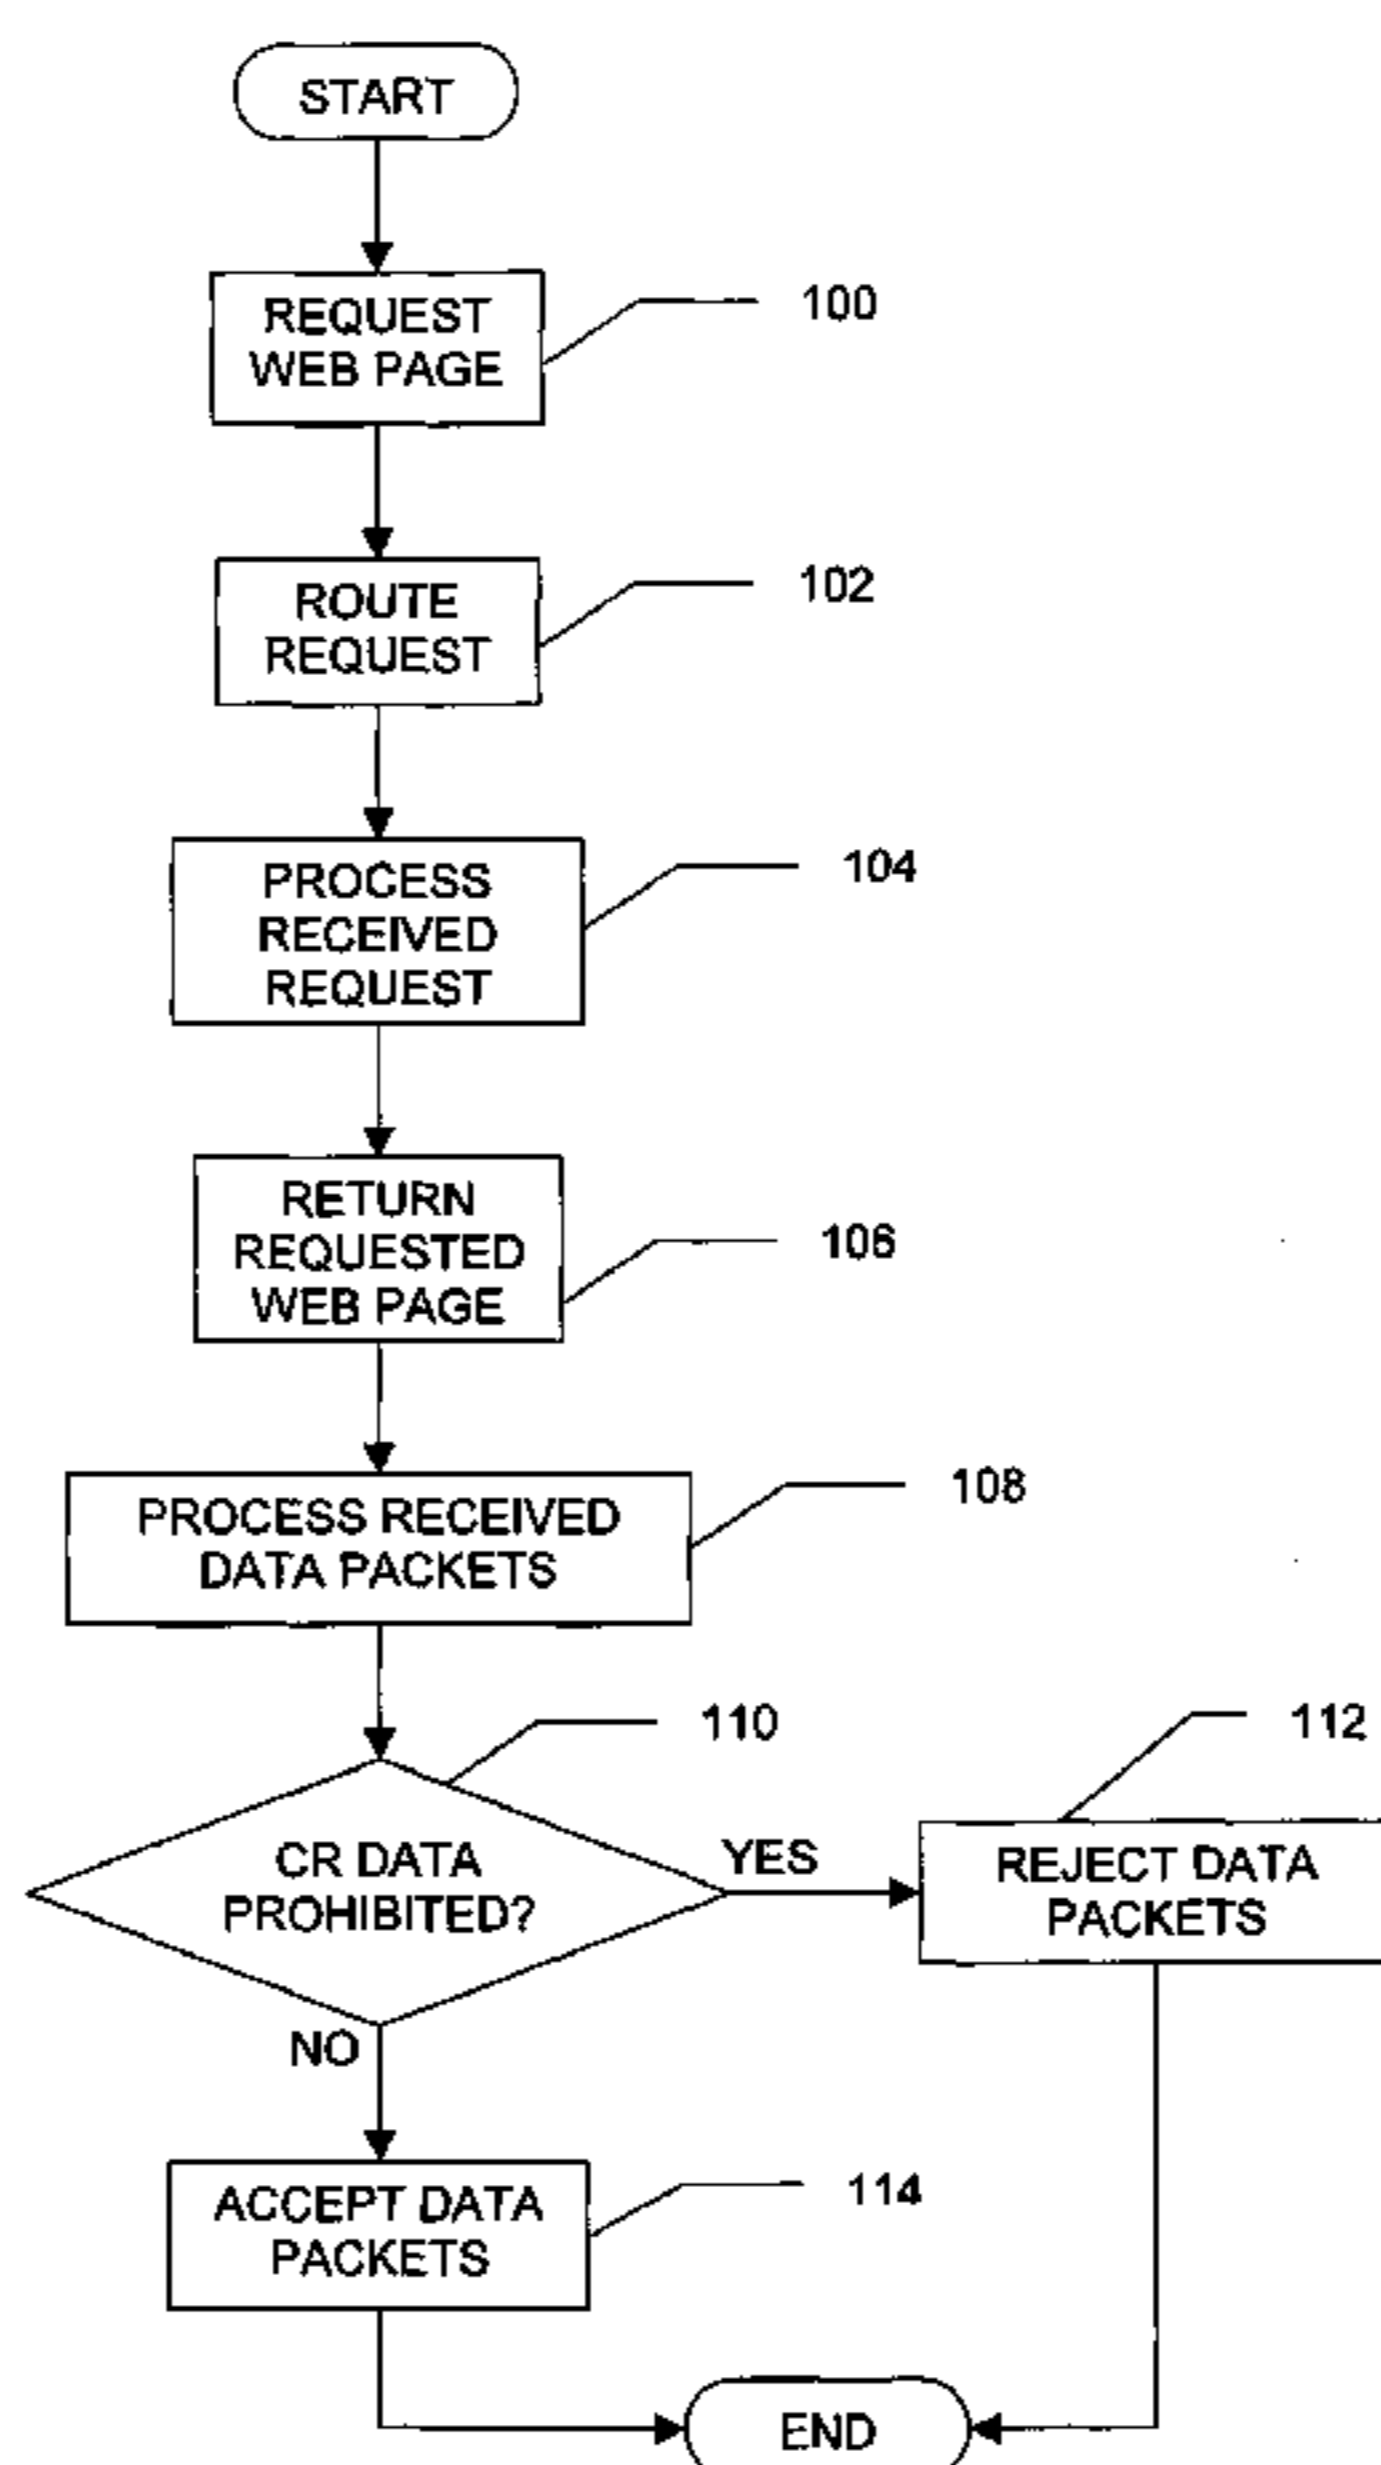 START
REQUEST
WEB PAGE
100
ROUTE
REQUEST
102
PROCESS
RECEIVED
REQUEST
104
RETURN
REQUESTED
WEB PAGE
106
PROCESS RECEIVED
DATA PACKETS
108
110
112
CR DATA
PROHIBITED?
YES
REJECT DATA
PACKETS
NO
ACCEPT DATA
PACKETS
114
END